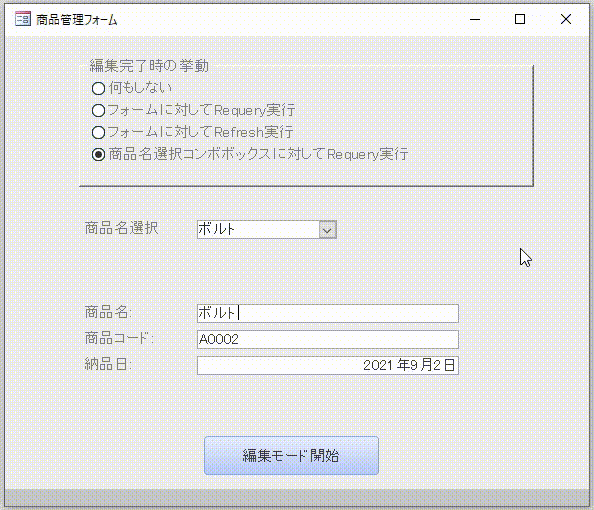 商品管理フォーム
編集完了時の挙動
何もしない
フォームに対してRequery実行
フォームに対してRefresh実行
商品名選択コンボボックスに対してRequery実行
商品名選択 ボルト
商品名: ボルト
商品コード: A0002
納品日: 2021年9月2日
編集モード開始